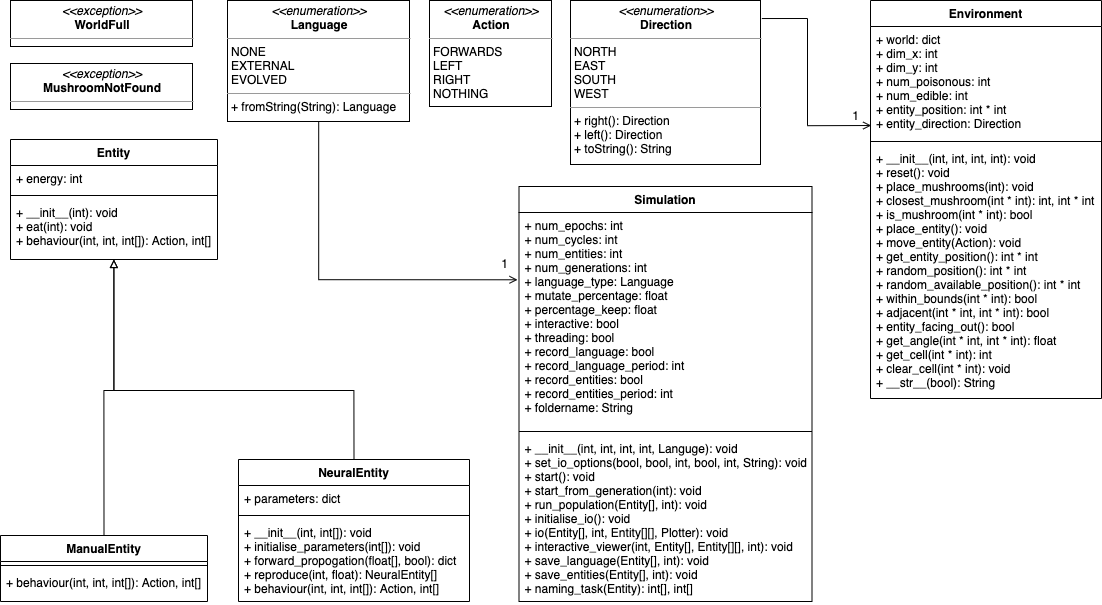 <<exception>>
WorldFull
<<exception>>
MushroomNotFound
<<enumeration>>
Language
NONE
EXTERNAL
EVOLVED
+ fromString(String): Language
<<enumeration>>
Action
FORWARDS
LEFT
RIGHT
NOTHING
<<enumeration>>
Direction
NORTH
EAST
SOUTH
WEST
+ right(): Direction
+ left(): Direction
+ toString(): String
1
Environment
+ world: dict
+ dim_x: int
+ dim_y: int
+ num_poisonous: int
+ num_edible: int
+ entity_position: int * int
+ entity_direction: Direction
+ __init__(int, int, int, int): void
+ reset(): void
+ place_mushrooms(int): void
+ closest_mushroom(int * int): int, int * int
+ is_mushroom(int * int): bool
+ place_entity(): void
+ move_entity(Action): void
+ get_entity_position(): int * int
+ random_position(): int * int
+ random_available_position(): int * int
+ within_bounds(int * int): bool
+ adjacent(int * int, int * int): bool
+ entity_facing_out(): bool
+ get_angle(int * int, int * int): float
+ get_cell(int * int): int
+ clear_cell(int * int): void
+ __str__(bool): String
Entity
+ energy: int
+ __init__(int): void
+ eat(int): void
+ behaviour(int, int, int[]): Action, int[]
1
Simulation
+ num_epochs: int
+ num_cycles: int
+ num_entities: int
+ num_generations: int
+ language_type: Language
+ mutate_percentage: float
+ percentage_keep: float
+ interactive: bool
+ threading: bool
+ record_language: bool
+ record_language_period: int
+ record_entities: bool
+ record_entities_period: int
+ foldername: String
+ __init__(int, int, int, int, Languge): void
+ set_io_options(bool, bool, int, bool, int, String): void
+ start(): void
+ start_from_generation(int): void
+ run_population(Entity[], int): void
+ initialise_io(): void
+ io(Entity[], int, Entity[][], Plotter): void
+ interactive_viewer(int, Entity[], Entity[][], int): void
+ save_language(Entity[], int): void
+ save_entities(Entity[], int): void
+ naming_task(Entity): int[], int[]
NeuralEntity
+ parameters: dict
+ __init__(int, int[]): void
+ initialise_parameters(int[]): void
+ forward_propogation(float[], bool): dict
+ reproduce(int, float): NeuralEntity[]
+ behaviour(int, int, int[]): Action, int[]
ManualEntity
+ behaviour(int, int, int[]): Action, int[]